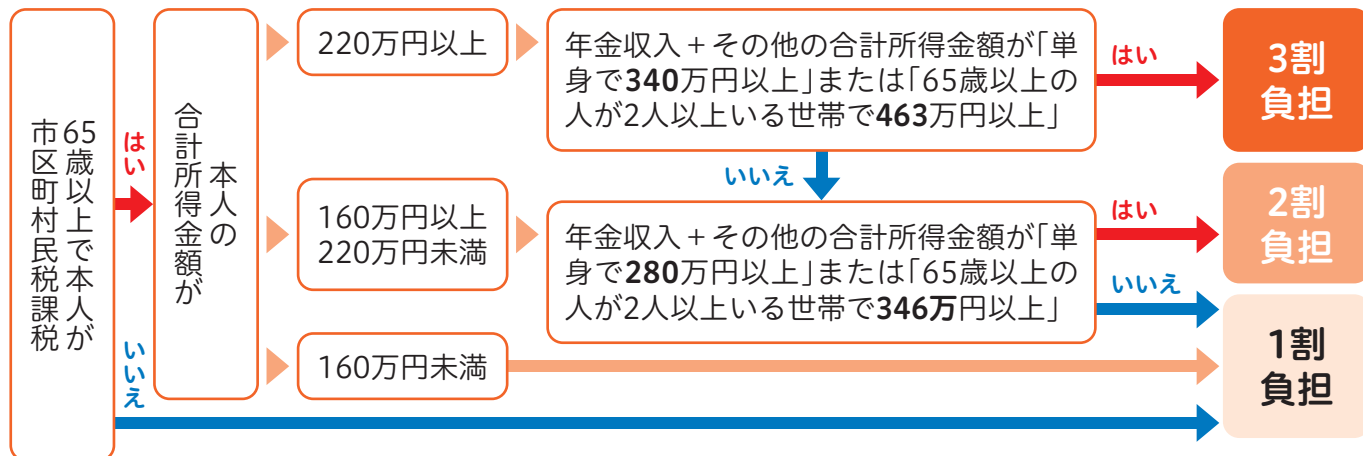 65歳以上で本人が
市区町村民税課税
はい
いいえ
本人の
合計所得金額が
220万円以上
年金収入+その他の合計所得金額が「単
身で340万円以上」または「65歳以上の
人が2人以上いる世帯で463万円以上」
はい
3割
負担
いいえ
160万円以上
220万円未満
年金収入+その他の合計所得金額が「単
身で280万円以上」または「65歳以上の
人が2人以上いる世帯で346万円以上」
はい
2割
負担
いいえ
160万円未満
1割
負担